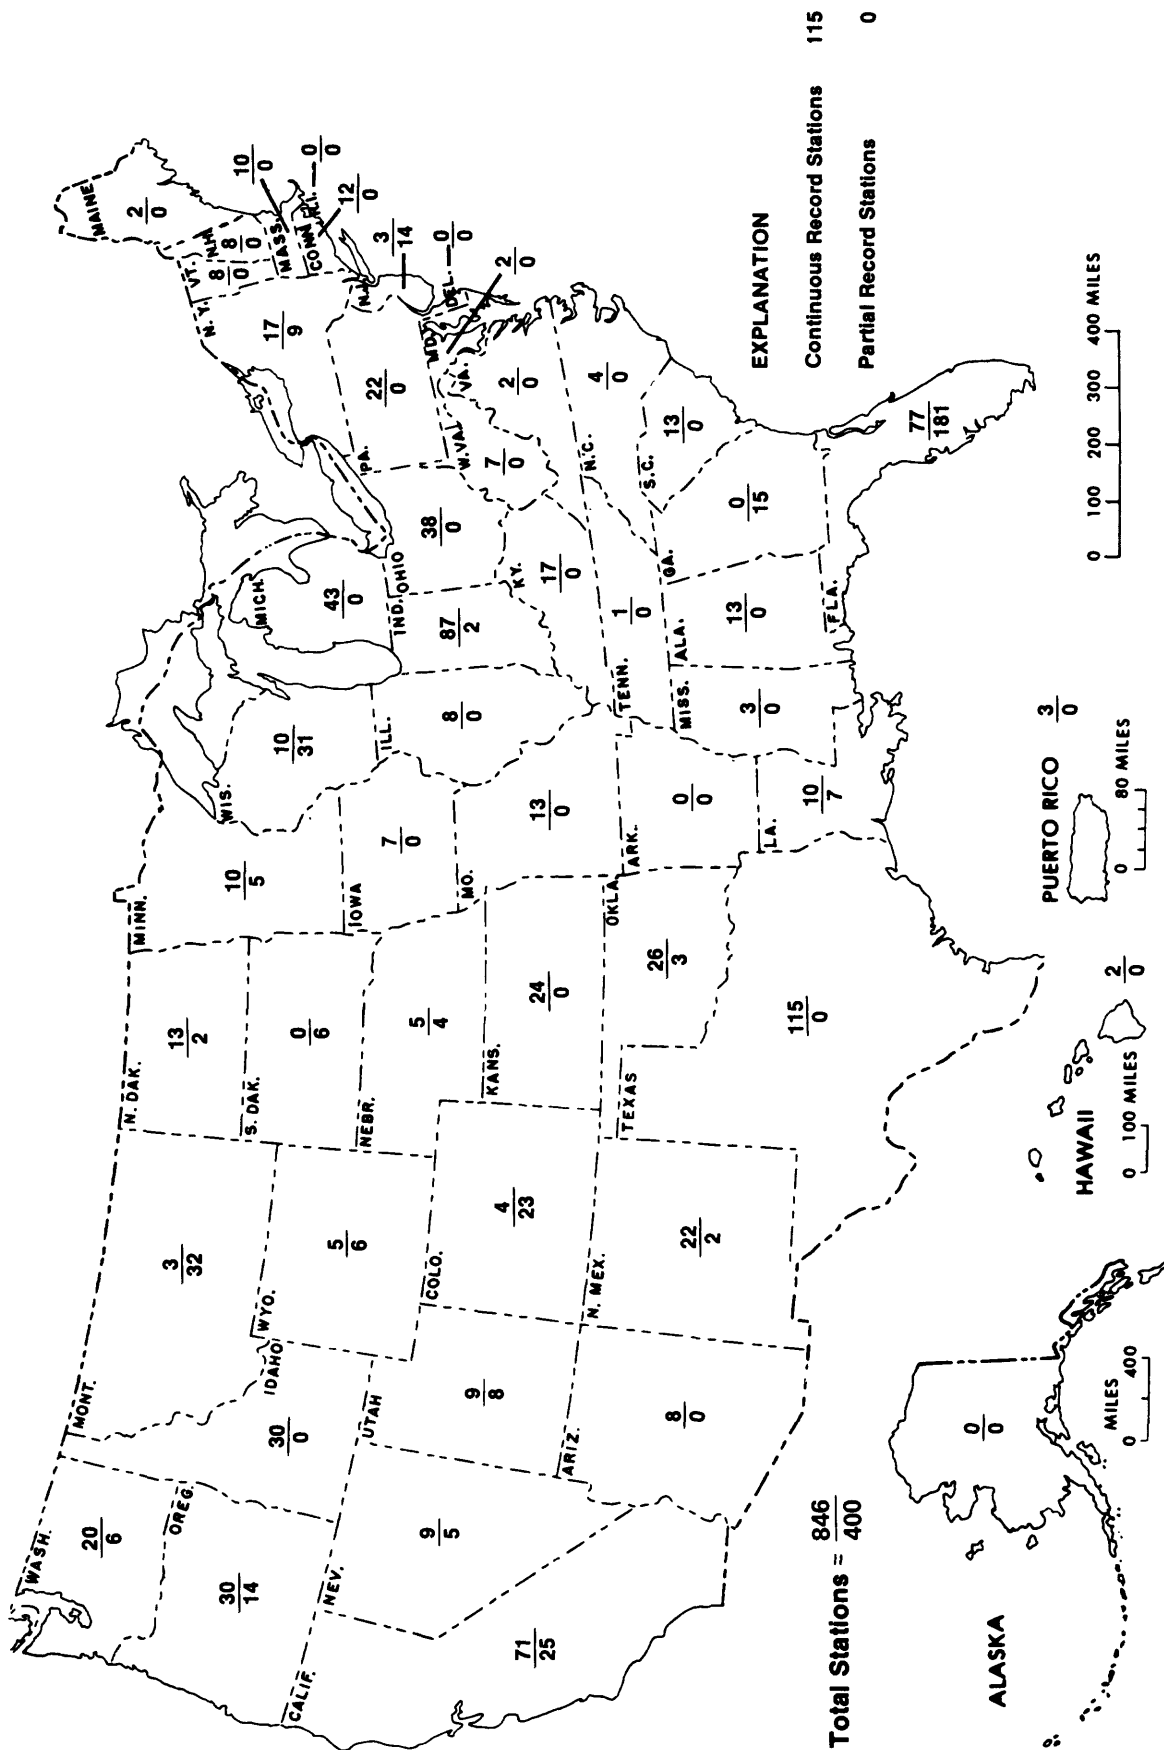 WASH.
20
6
OREG.
30
14
CALIF.
71
25
NEV.
9
5
IDAHO
30
0
MONT.
3
32
WYO.
5
6
UTAH
9
8
COLO.
4
23
ARIZ.
8
0
N. MEX.
22
2
N. DAK.
13
2
S. DAK.
0
6
NEBR.
5
4
KANS.
24
0
OKLA.
26
3
TEXAS
115
0
MINN.
10
5
IOWA
7
0
MO.
13
0
ARK.
0
0
LA.
10
7
WIS.
10
31
ILL.
8
0
MICH.
43
0
IND.
87
2
OHIO
38
0
KY.
17
0
TENN.
1
0
MISS.
3
0
ALA.
13
0
GA.
0
15
FLA.
77
181
S.C.
13
0
N.C.
4
0
VA.
2
0
W.VA.
7
0
MD.
2
0
DEL.
0
0
PA.
22
0
N.J.
3
14
N.Y.
17
9
CONN.
12
0
R.I.
0
0
MASS.
10
0
VT.
8
0
N.H.
8
0
MAINE
2
0
EXPLANATION
Continuous Record Stations 115
Partial Record Stations 0
0 100 200 300 400 MILES
Total Stations = 846
400
ALASKA
0
0
0 400
MILES
HAWAII
2
0
0 100 MILES
PUERTO RICO
3
0
0 80 MILES